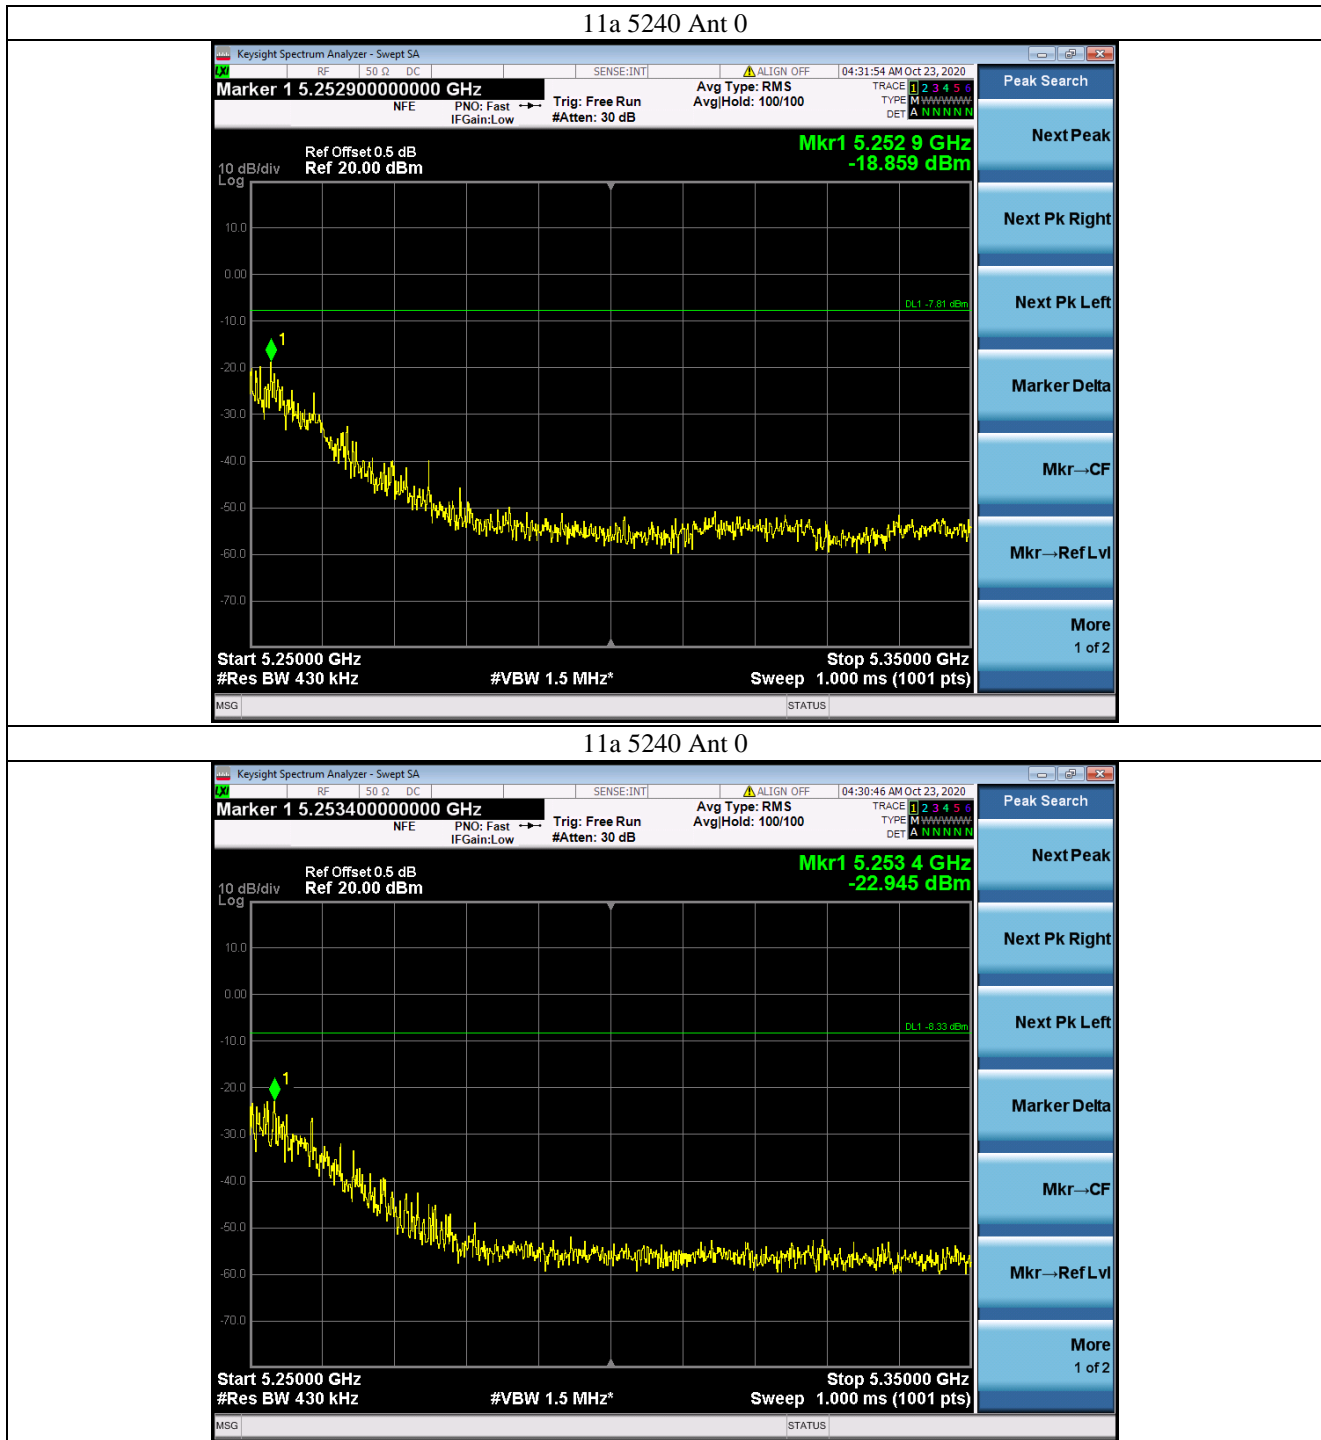 11a 5240 Ant 0
Keysight Spectrum Analyzer - Swept SA
LXI RF 50 Ω DC SENSE:INT ALIGN OFF 04:31:54 AM Oct 23, 2020
Marker 1 5.252900000000 GHz
NFE PNO: Fast IFGain:Low
Trig: Free Run
#Atten: 30 dB
Avg Type: RMS
Avg|Hold: 100/100
TRACE 1 2 3 4 5 6
TYPE M WWWWW
DET A N N N N N
Mkr1 5.252 9 GHz
-18.859 dBm
Ref Offset 0.5 dB
10 dB/div Ref 20.00 dBm
Log
10.0
0.00
DL1 -7.81 dBm
-10.0
1
-20.0
-30.0
-40.0
-50.0
-60.0
-70.0
Start 5.25000 GHz Stop 5.35000 GHz
#Res BW 430 kHz #VBW 1.5 MHz* Sweep 1.000 ms (1001 pts)
MSG STATUS
Peak Search
Next Peak
Next Pk Right
Next Pk Left
Marker Delta
Mkr→CF
Mkr→Ref Lvl
More
1 of 2
11a 5240 Ant 0
Keysight Spectrum Analyzer - Swept SA
LXI RF 50 Ω DC SENSE:INT ALIGN OFF 04:30:46 AM Oct 23, 2020
Marker 1 5.253400000000 GHz
NFE PNO: Fast IFGain:Low
Trig: Free Run
#Atten: 30 dB
Avg Type: RMS
Avg|Hold: 100/100
TRACE 1 2 3 4 5 6
TYPE M WWWWW
DET A N N N N N
Mkr1 5.253 4 GHz
-22.945 dBm
Ref Offset 0.5 dB
10 dB/div Ref 20.00 dBm
Log
10.0
0.00
DL1 -8.33 dBm
-10.0
-20.0
1
-30.0
-40.0
-50.0
-60.0
-70.0
Start 5.25000 GHz Stop 5.35000 GHz
#Res BW 430 kHz #VBW 1.5 MHz* Sweep 1.000 ms (1001 pts)
MSG STATUS
Peak Search
Next Peak
Next Pk Right
Next Pk Left
Marker Delta
Mkr→CF
Mkr→Ref Lvl
More
1 of 2